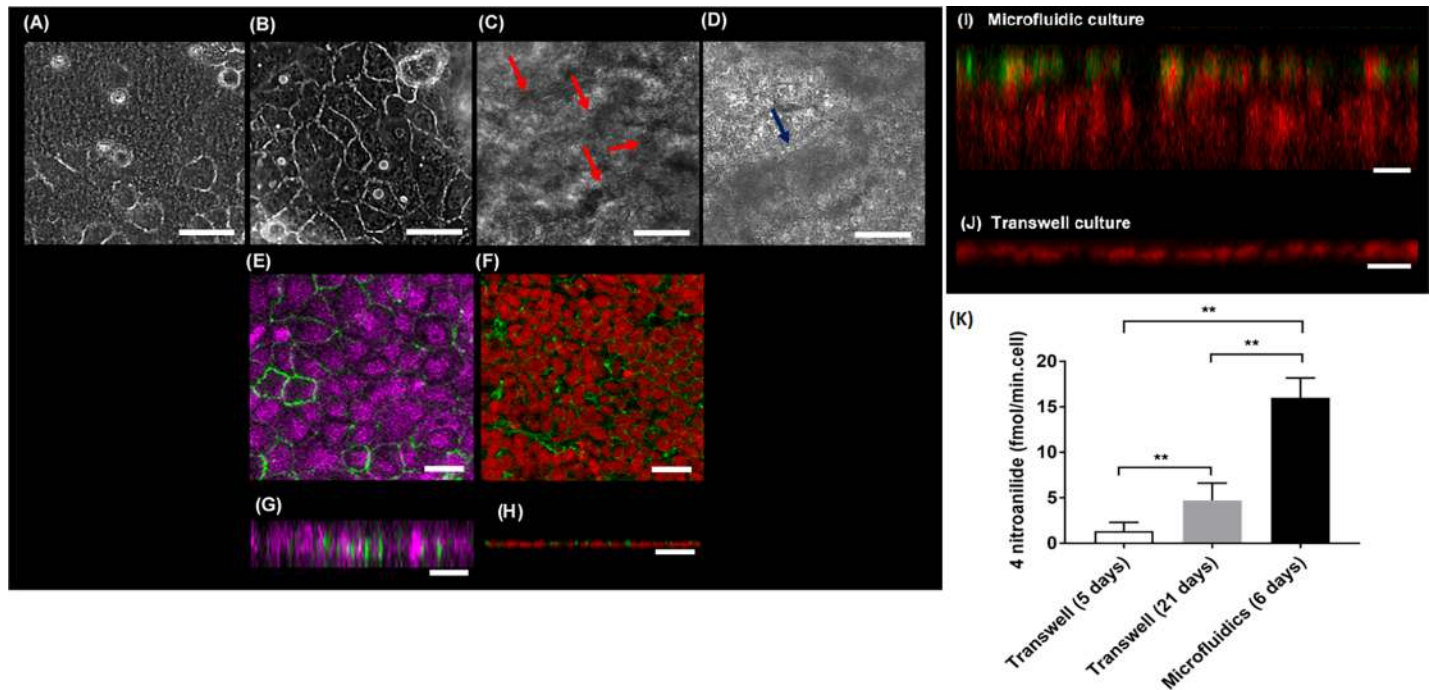 (A)
(B)
(C)
(D)
(E)
(F)
(G)
(H)
(I) Microfluidic culture
(J) Transwell culture
(K)
**
**
**
4 nitroanilide (fmol/min.cell)
20
15
10
5
0
Transwell (5 days)
Transwell (21 days)
Microfluidics (6 days)